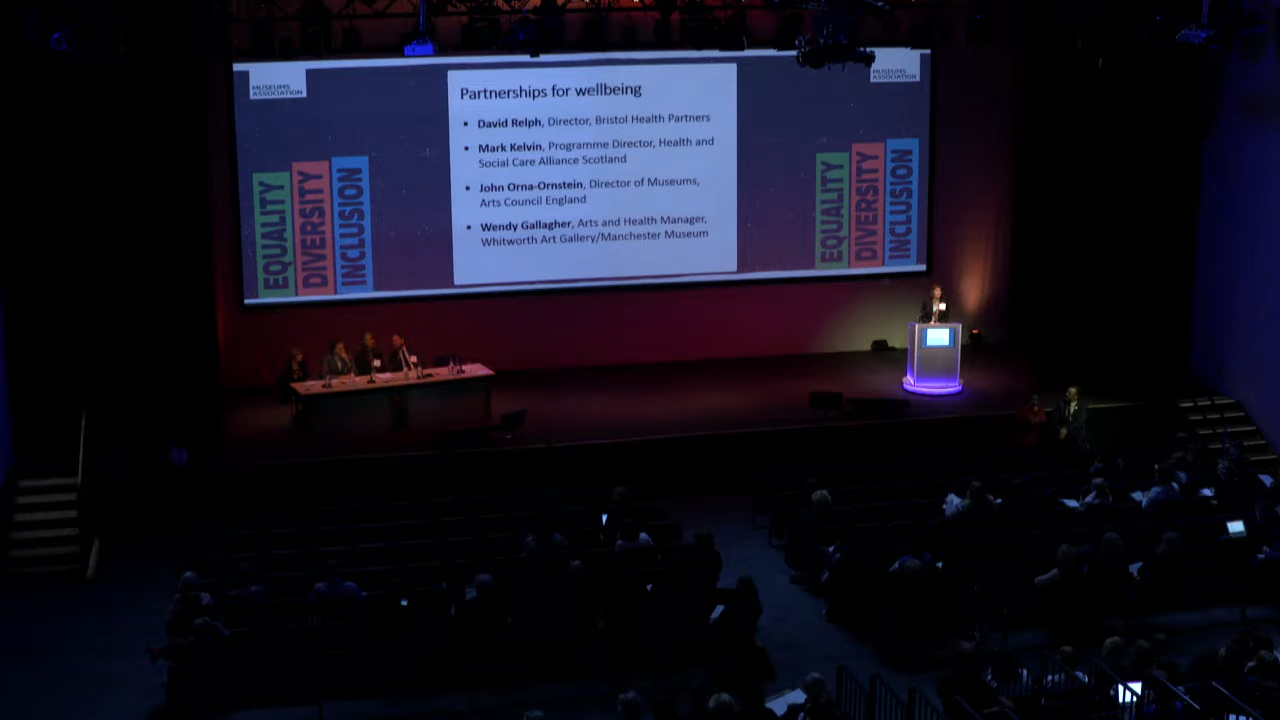 MUSEUMS
ASSOCIATION
MUSEUMS
ASSOCIATION
Partnerships for wellbeing
▪ David Relph, Director, Bristol Health Partners
▪ Mark Kelvin, Programme Director, Health and
Social Care Alliance Scotland
▪ John Orna-Ornstein, Director of Museums,
Arts Council England
▪ Wendy Gallagher, Arts and Health Manager,
Whitworth Art Gallery/Manchester Museum
EQUALITY
DIVERSITY
INCLUSION
EQUALITY
DIVERSITY
INCLUSION